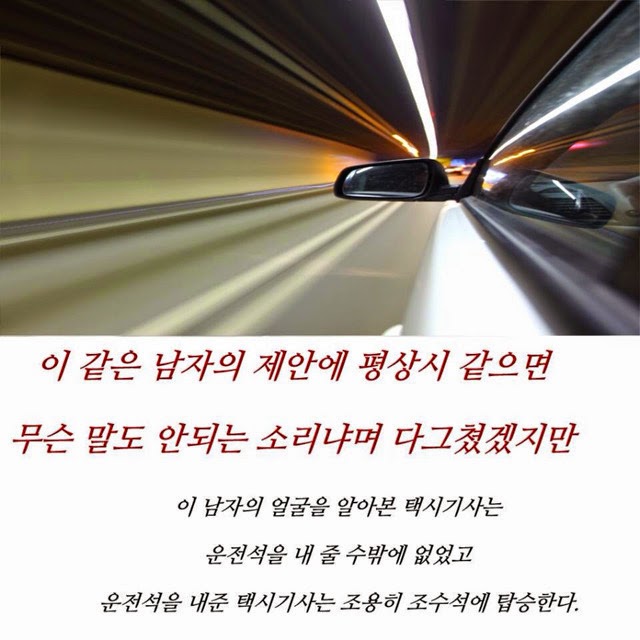 이 같은 남자의 제안에 평상시 같으면
무슨 말도 안되는 소리냐며 다그쳤겠지만
이 남자의 얼굴을 알아본 택시기사는
운전석을 내 줄 수밖에 없었고
운전석을 내준 택시기사는 조용히 조수석에 탑승한다.